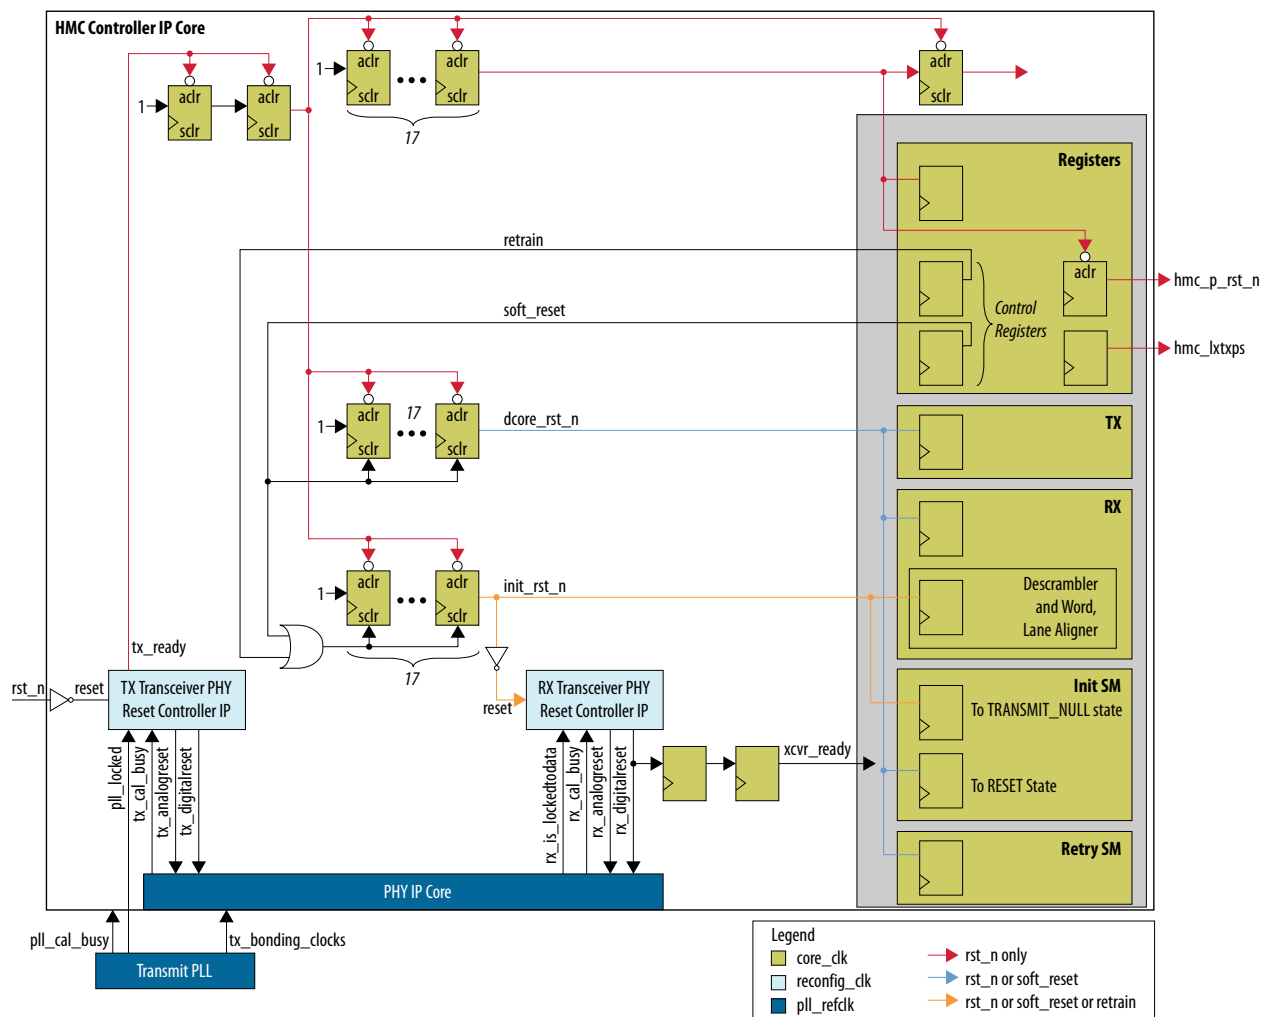 HMC Controller IP Core
aclr
sclr
1
aclr
sclr
aclr
sclr
1
aclr
sclr
17
aclr
sclr
Registers
retrain
aclr
hmc_p_rst_n
Control
Registers
soft_reset
hmc_lxtxps
1
aclr
sclr
17
aclr
sclr
dcore_rst_n
TX
RX
1
aclr
sclr
aclr
sclr
17
init_rst_n
Descrambler
and Word,
Lane Aligner
tx_ready
rst_n
reset
TX Transceiver PHY
Reset Controller IP
reset
RX Transceiver PHY
Reset Controller IP
Init SM
To TRANSMIT_NULL state
To RESET State
xcvr_ready
pll_locked
tx_cal_busy
tx_analogreset
tx_digitalreset
rx_is_lockedtodata
rx_cal_busy
rx_analogreset
rx_digitalreset
Retry SM
PHY IP Core
pll_cal_busy
tx_bonding_clocks
Transmit PLL
Legend
core_clk
reconfig_clk
pll_refclk
rst_n only
rst_n or soft_reset
rst_n or soft_reset or retrain